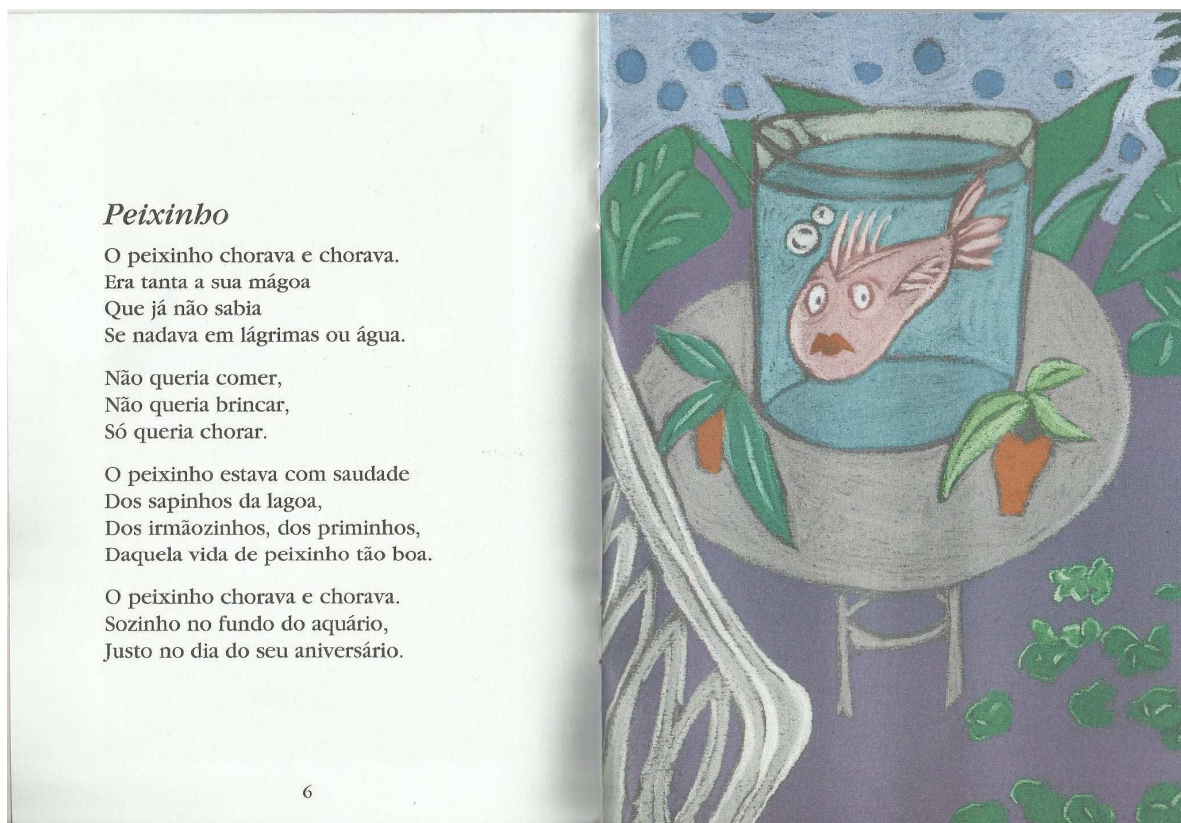 Peixinho
O peixinho chorava e chorava.
Era tanta a sua mágoa
Que já não sabia
Se nadava em lágrimas ou água.
Não queria comer,
Não queria brincar,
Só queria chorar.
O peixinho estava com saudade
Dos sapinhos da lagoa,
Dos irmãozinhos, dos priminhos,
Daquela vida de peixinho tão boa.
O peixinho chorava e chorava.
Sozinho no fundo do aquário,
Justo no dia do seu aniversário.
6